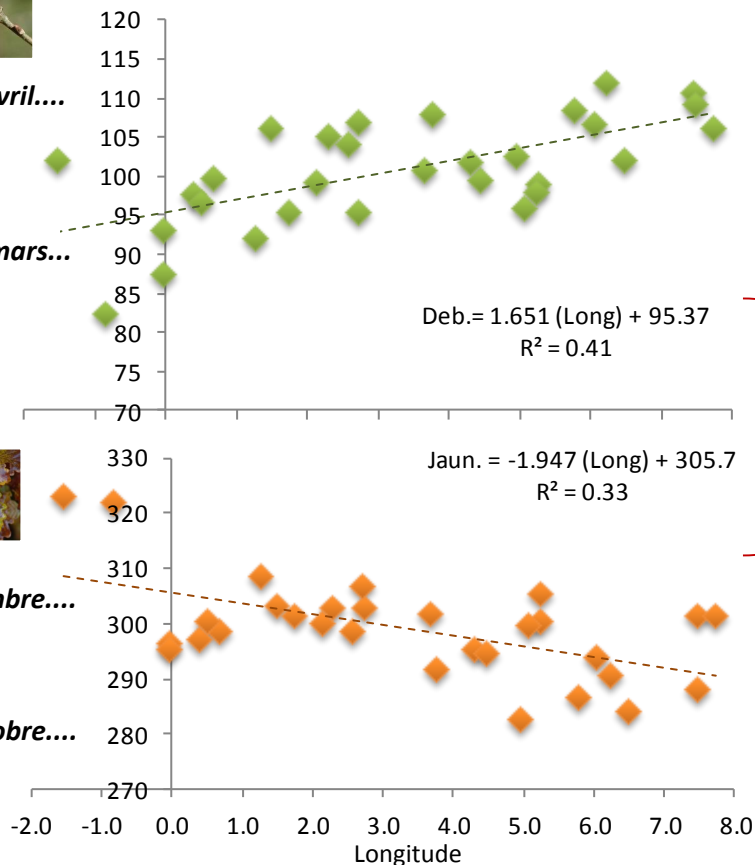 120
115
vril....
110
105
100
95
mars...
90
85
80
75
70
Deb.= 1.651 (Long) + 95.37
R² = 0.41
330
Jaun. = -1.947 (Long) + 305.7
R² = 0.33
320
310
mbre....
300
290
obre....
280
270
-2.0 -1.0 0.0 1.0 2.0 3.0 4.0 5.0 6.0 7.0 8.0
Longitude